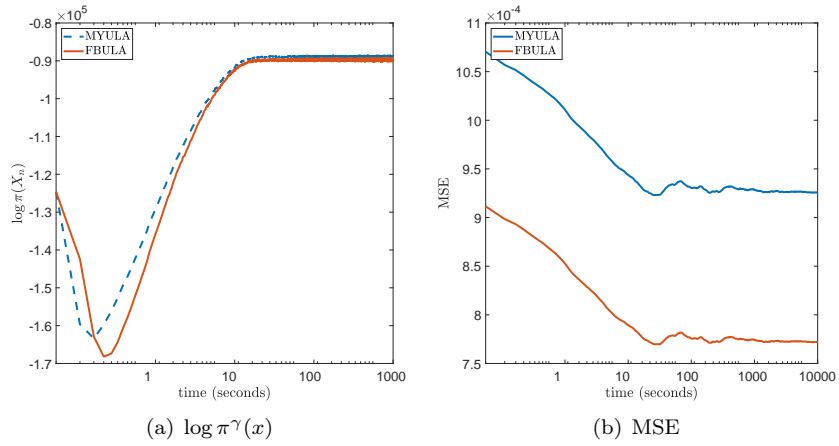 ×10^5
-0.8
-0.9
-1
-1.1
-1.2
-1.3
-1.4
-1.5
-1.6
-1.7
log π(X_n)
MYULA
FBULA
1 10 100 1000
time (seconds)
(a) log π^γ(x)
×10^-4
11
10.5
10
9.5
9
8.5
8
7.5
MSE
MYULA
FBULA
1 10 100 1000 10000
time (seconds)
(b) MSE